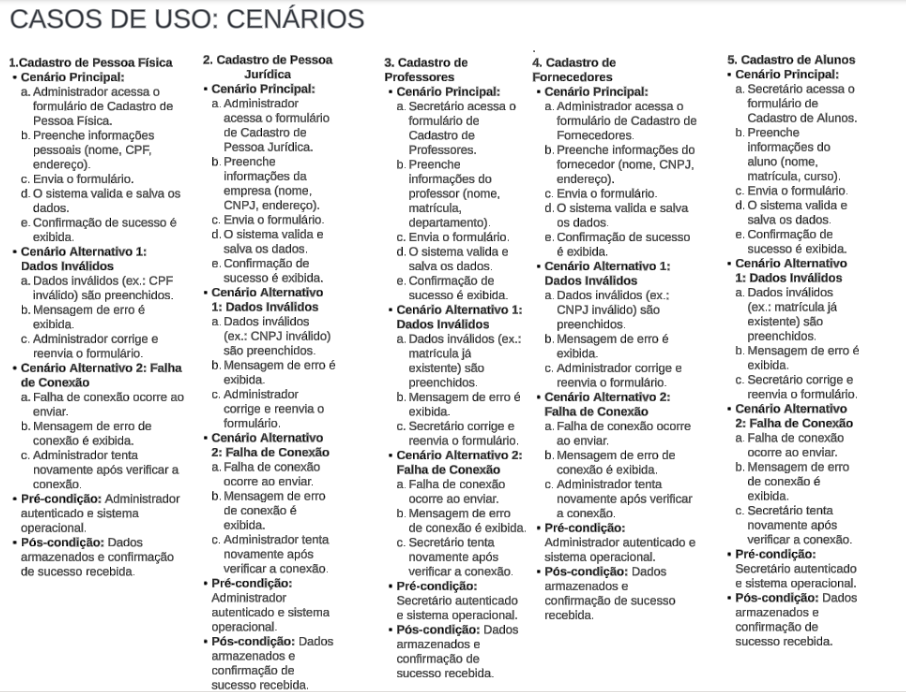 CASOS DE USO: CENÁRIOS
1.Cadastro de Pessoa Física
• Cenário Principal:
a. Administrador acessa o
formulário de Cadastro de
Pessoa Física.
b. Preenche informações
pessoais (nome, CPF,
endereço).
c. Envia o formulário.
d. O sistema valida e salva os
dados.
e. Confirmação de sucesso é
exibida.
• Cenário Alternativo 1:
Dados Inválidos
a. Dados inválidos (ex.: CPF
inválido) são preenchidos.
b. Mensagem de erro é
exibida.
c. Administrador corrige e
reenvia o formulário.
• Cenário Alternativo 2: Falha
de Conexão
a. Falha de conexão ocorre ao
enviar.
b. Mensagem de erro de
conexão é exibida.
c. Administrador tenta
novamente após verificar a
conexão.
• Pré-condição: Administrador
autenticado e sistema
operacional.
• Pós-condição: Dados
armazenados e confirmação
de sucesso recebida.
2. Cadastro de Pessoa
Jurídica
• Cenário Principal:
a. Administrador
acessa o formulário
de Cadastro de
Pessoa Jurídica.
b. Preenche
informações da
empresa (nome,
CNPJ, endereço).
c. Envia o formulário.
d. O sistema valida e
salva os dados.
e. Confirmação de
sucesso é exibida.
• Cenário Alternativo
1: Dados Inválidos
a. Dados inválidos
(ex.: CNPJ inválido)
são preenchidos.
b. Mensagem de erro é
exibida.
c. Administrador
corrige e reenvia o
formulário.
• Cenário Alternativo
2: Falha de Conexão
a. Falha de conexão
ocorre ao enviar.
b. Mensagem de erro
de conexão é
exibida.
c. Administrador tenta
novamente após
verificar a conexão.
• Pré-condição:
Administrador
autenticado e sistema
operacional.
• Pós-condição: Dados
armazenados e
confirmação de
sucesso recebida.
3. Cadastro de
Professores
• Cenário Principal:
a. Secretário acessa o
formulário de
Cadastro de
Professores.
b. Preenche
informações do
professor (nome,
matrícula,
departamento).
c. Envia o formulário.
d. O sistema valida e
salva os dados.
e. Confirmação de
sucesso é exibida.
• Cenário Alternativo 1:
Dados Inválidos
a. Dados inválidos (ex.:
matrícula já
existente) são
preenchidos.
b. Mensagem de erro é
exibida.
c. Secretário corrige e
reenvia o formulário.
• Cenário Alternativo 2:
Falha de Conexão
a. Falha de conexão
ocorre ao enviar.
b. Mensagem de erro
de conexão é exibida.
c. Secretário tenta
novamente após
verificar a conexão.
• Pré-condição:
Secretário autenticado
e sistema operacional.
• Pós-condição: Dados
armazenados e
confirmação de
sucesso recebida.
4. Cadastro de
Fornecedores
• Cenário Principal:
a. Administrador acessa o
formulário de Cadastro de
Fornecedores.
b. Preenche informações do
fornecedor (nome, CNPJ,
endereço).
c. Envia o formulário.
d. O sistema valida e salva
os dados.
e. Confirmação de sucesso
é exibida.
• Cenário Alternativo 1:
Dados Inválidos
a. Dados inválidos (ex.:
CNPJ inválido) são
preenchidos.
b. Mensagem de erro é
exibida.
c. Administrador corrige e
reenvia o formulário.
• Cenário Alternativo 2:
Falha de Conexão
a. Falha de conexão ocorre
ao enviar.
b. Mensagem de erro de
conexão é exibida.
c. Administrador tenta
novamente após verificar
a conexão.
• Pré-condição:
Administrador autenticado e
sistema operacional.
• Pós-condição: Dados
armazenados e
confirmação de sucesso
recebida.
5. Cadastro de Alunos
• Cenário Principal:
a. Secretário acessa o
formulário de
Cadastro de Alunos.
b. Preenche
informações do
aluno (nome,
matrícula, curso).
c. Envia o formulário.
d. O sistema valida e
salva os dados.
e. Confirmação de
sucesso é exibida.
• Cenário Alternativo
1: Dados Inválidos
a. Dados inválidos
(ex.: matrícula já
existente) são
preenchidos.
b. Mensagem de erro é
exibida.
c. Secretário corrige e
reenvia o formulário.
• Cenário Alternativo
2: Falha de Conexão
a. Falha de conexão
ocorre ao enviar.
b. Mensagem de erro
de conexão é
exibida.
c. Secretário tenta
novamente após
verificar a conexão.
• Pré-condição:
Secretário autenticado
e sistema operacional.
• Pós-condição: Dados
armazenados e
confirmação de
sucesso recebida.